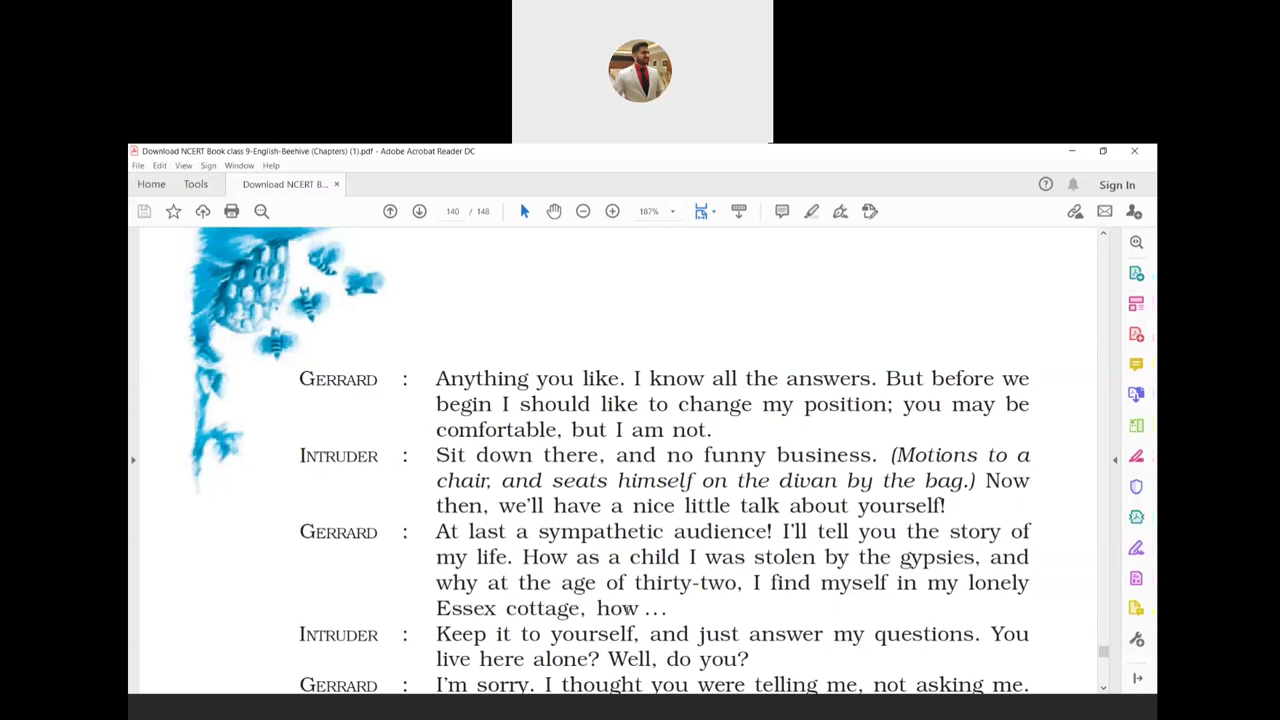 Download NCERT Book class 9-English-Beehive (Chapters) (1).pdf - Adobe Acrobat Reader DC
File Edit View Sign Window Help
Home Tools Download NCERT B... × Sign In
140 / 148 187%
GERRARD : Anything you like. I know all the answers. But before we
begin I should like to change my position; you may be
comfortable, but I am not.
INTRUDER : Sit down there, and no funny business. (Motions to a
chair, and seats himself on the divan by the bag.) Now
then, we'll have a nice little talk about yourself!
GERRARD : At last a sympathetic audience! I'll tell you the story of
my life. How as a child I was stolen by the gypsies, and
why at the age of thirty-two, I find myself in my lonely
Essex cottage, how ...
INTRUDER : Keep it to yourself, and just answer my questions. You
live here alone? Well, do you?
GERRARD : I'm sorry. I thought you were telling me, not asking me.